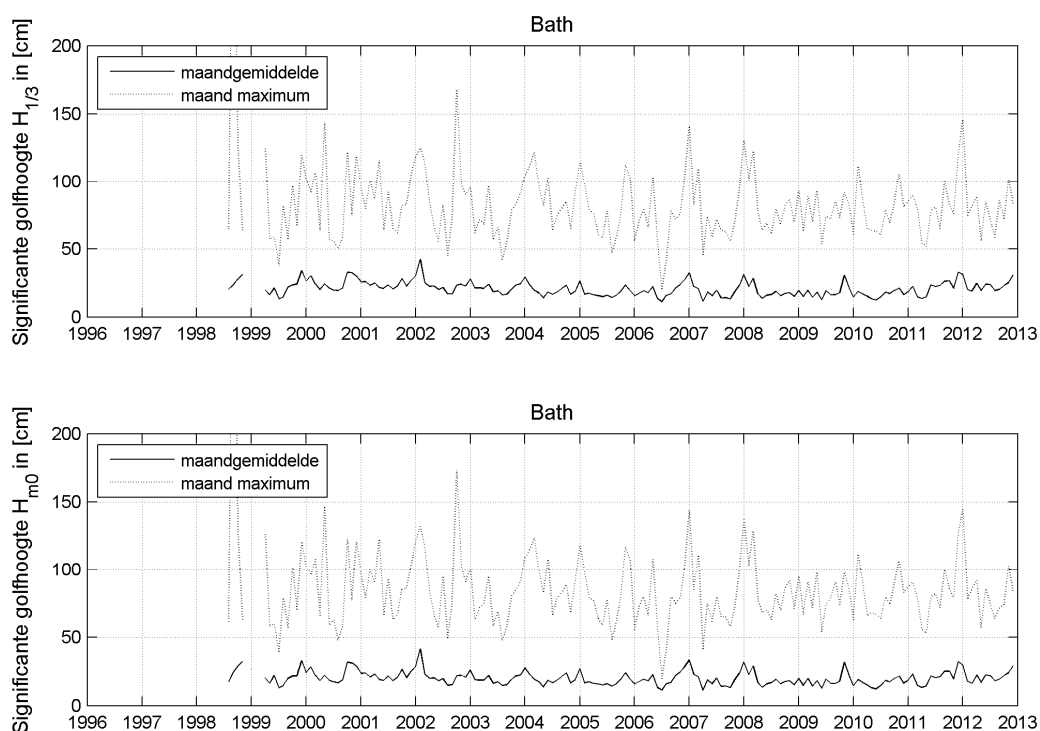 Bath
Significante golfhoogte H1/3 in [cm]
200
150
100
50
0
maandgemiddelde
maand maximum
1996 1997 1998 1999 2000 2001 2002 2003 2004 2005 2006 2007 2008 2009 2010 2011 2012 2013
Bath
Significante golfhoogte Hm0 in [cm]
200
150
100
50
0
maandgemiddelde
maand maximum
1996 1997 1998 1999 2000 2001 2002 2003 2004 2005 2006 2007 2008 2009 2010 2011 2012 2013